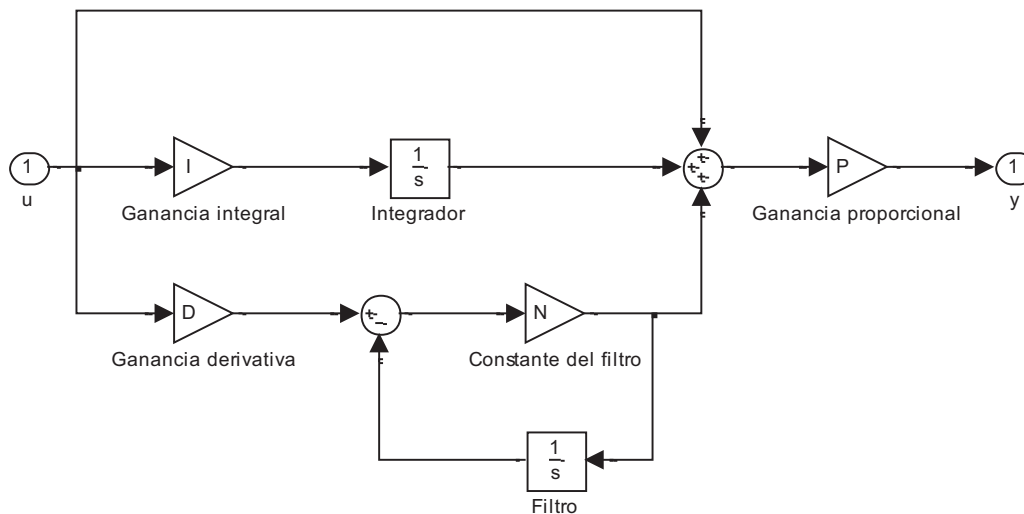 1
u
I
Ganancia integral
1
s
Integrador
+
+
+
P
Ganancia proporcional
1
y
D
Ganancia derivativa
+
−
N
Constante del filtro
1
s
Filtro